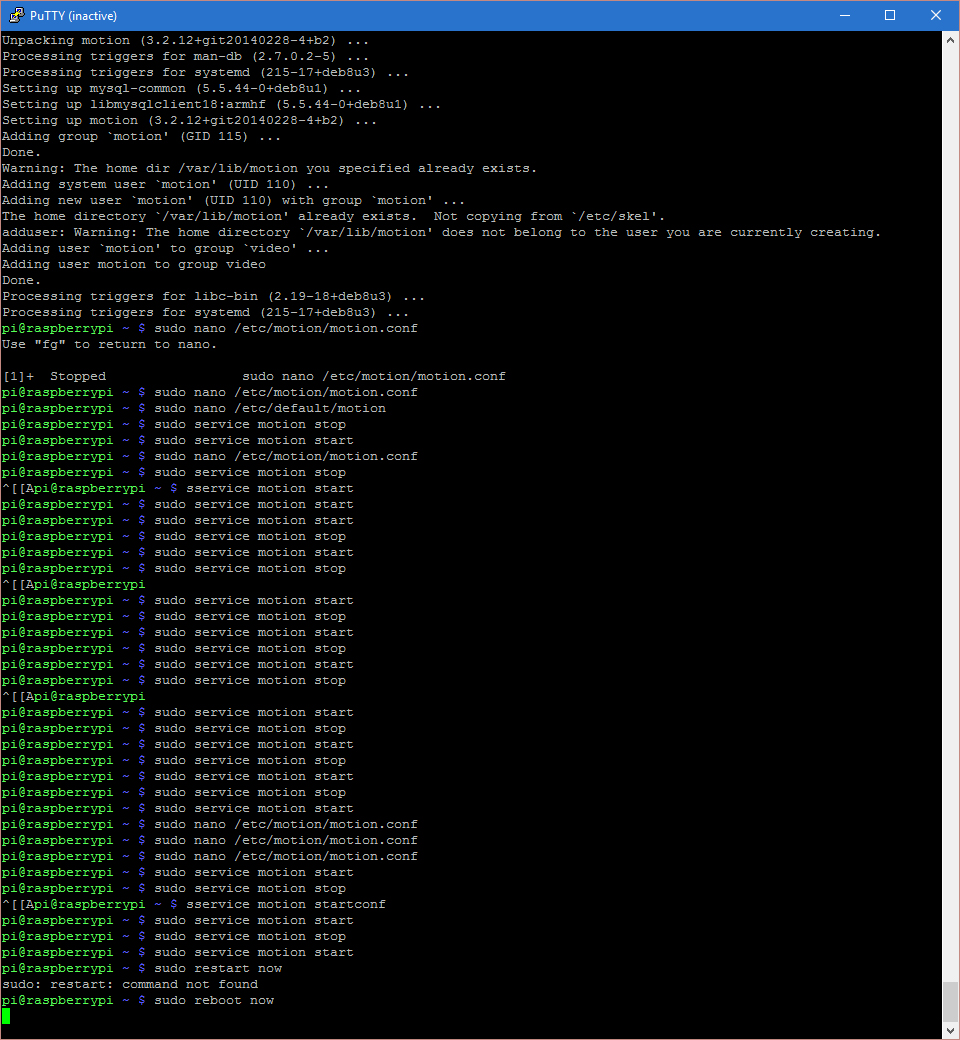 PuTTY (inactive)
Unpacking motion (3.2.12+git20140228-4+b2) ...
Processing triggers for man-db (2.7.0.2-5) ...
Processing triggers for systemd (215-17+deb8u3) ...
Setting up mysql-common (5.5.44-0+deb8u1) ...
Setting up libmysqlclient18:armhf (5.5.44-0+deb8u1) ...
Setting up motion (3.2.12+git20140228-4+b2) ...
Adding group `motion' (GID 115) ...
Done.
Warning: The home dir /var/lib/motion you specified already exists.
Adding system user `motion' (UID 110) ...
Adding new user `motion' (UID 110) with group `motion' ...
The home directory `/var/lib/motion' already exists.  Not copying from `/etc/skel'.
adduser: Warning: The home directory `/var/lib/motion' does not belong to the user you are currently creating.
Adding user `motion' to group `video' ...
Adding user motion to group video
Done.
Processing triggers for libc-bin (2.19-18+deb8u3) ...
Processing triggers for systemd (215-17+deb8u3) ...
pi@raspberrypi ~ $ sudo nano /etc/motion/motion.conf
Use "fg" to return to nano.
[1]+  Stopped                 sudo nano /etc/motion/motion.conf
pi@raspberrypi ~ $ sudo nano /etc/motion/motion.conf
pi@raspberrypi ~ $ sudo nano /etc/default/motion
pi@raspberrypi ~ $ sudo service motion stop
pi@raspberrypi ~ $ sudo service motion start
pi@raspberrypi ~ $ sudo nano /etc/motion/motion.conf
pi@raspberrypi ~ $ sudo service motion stop
^[[Api@raspberrypi ~ $ sservice motion start
pi@raspberrypi ~ $ sudo service motion start
pi@raspberrypi ~ $ sudo service motion start
pi@raspberrypi ~ $ sudo service motion stop
pi@raspberrypi ~ $ sudo service motion start
pi@raspberrypi ~ $ sudo service motion stop
^[[Api@raspberrypi
pi@raspberrypi ~ $ sudo service motion start
pi@raspberrypi ~ $ sudo service motion stop
pi@raspberrypi ~ $ sudo service motion start
pi@raspberrypi ~ $ sudo service motion stop
pi@raspberrypi ~ $ sudo service motion start
pi@raspberrypi ~ $ sudo service motion stop
^[[Api@raspberrypi
pi@raspberrypi ~ $ sudo service motion start
pi@raspberrypi ~ $ sudo service motion stop
pi@raspberrypi ~ $ sudo service motion start
pi@raspberrypi ~ $ sudo service motion stop
pi@raspberrypi ~ $ sudo service motion start
pi@raspberrypi ~ $ sudo service motion stop
pi@raspberrypi ~ $ sudo service motion start
pi@raspberrypi ~ $ sudo nano /etc/motion/motion.conf
pi@raspberrypi ~ $ sudo nano /etc/motion/motion.conf
pi@raspberrypi ~ $ sudo nano /etc/motion/motion.conf
pi@raspberrypi ~ $ sudo service motion start
pi@raspberrypi ~ $ sudo service motion stop
^[[Api@raspberrypi ~ $ sservice motion startconf
pi@raspberrypi ~ $ sudo service motion start
pi@raspberrypi ~ $ sudo service motion stop
pi@raspberrypi ~ $ sudo service motion start
pi@raspberrypi ~ $ sudo restart now
sudo: restart: command not found
pi@raspberrypi ~ $ sudo reboot now